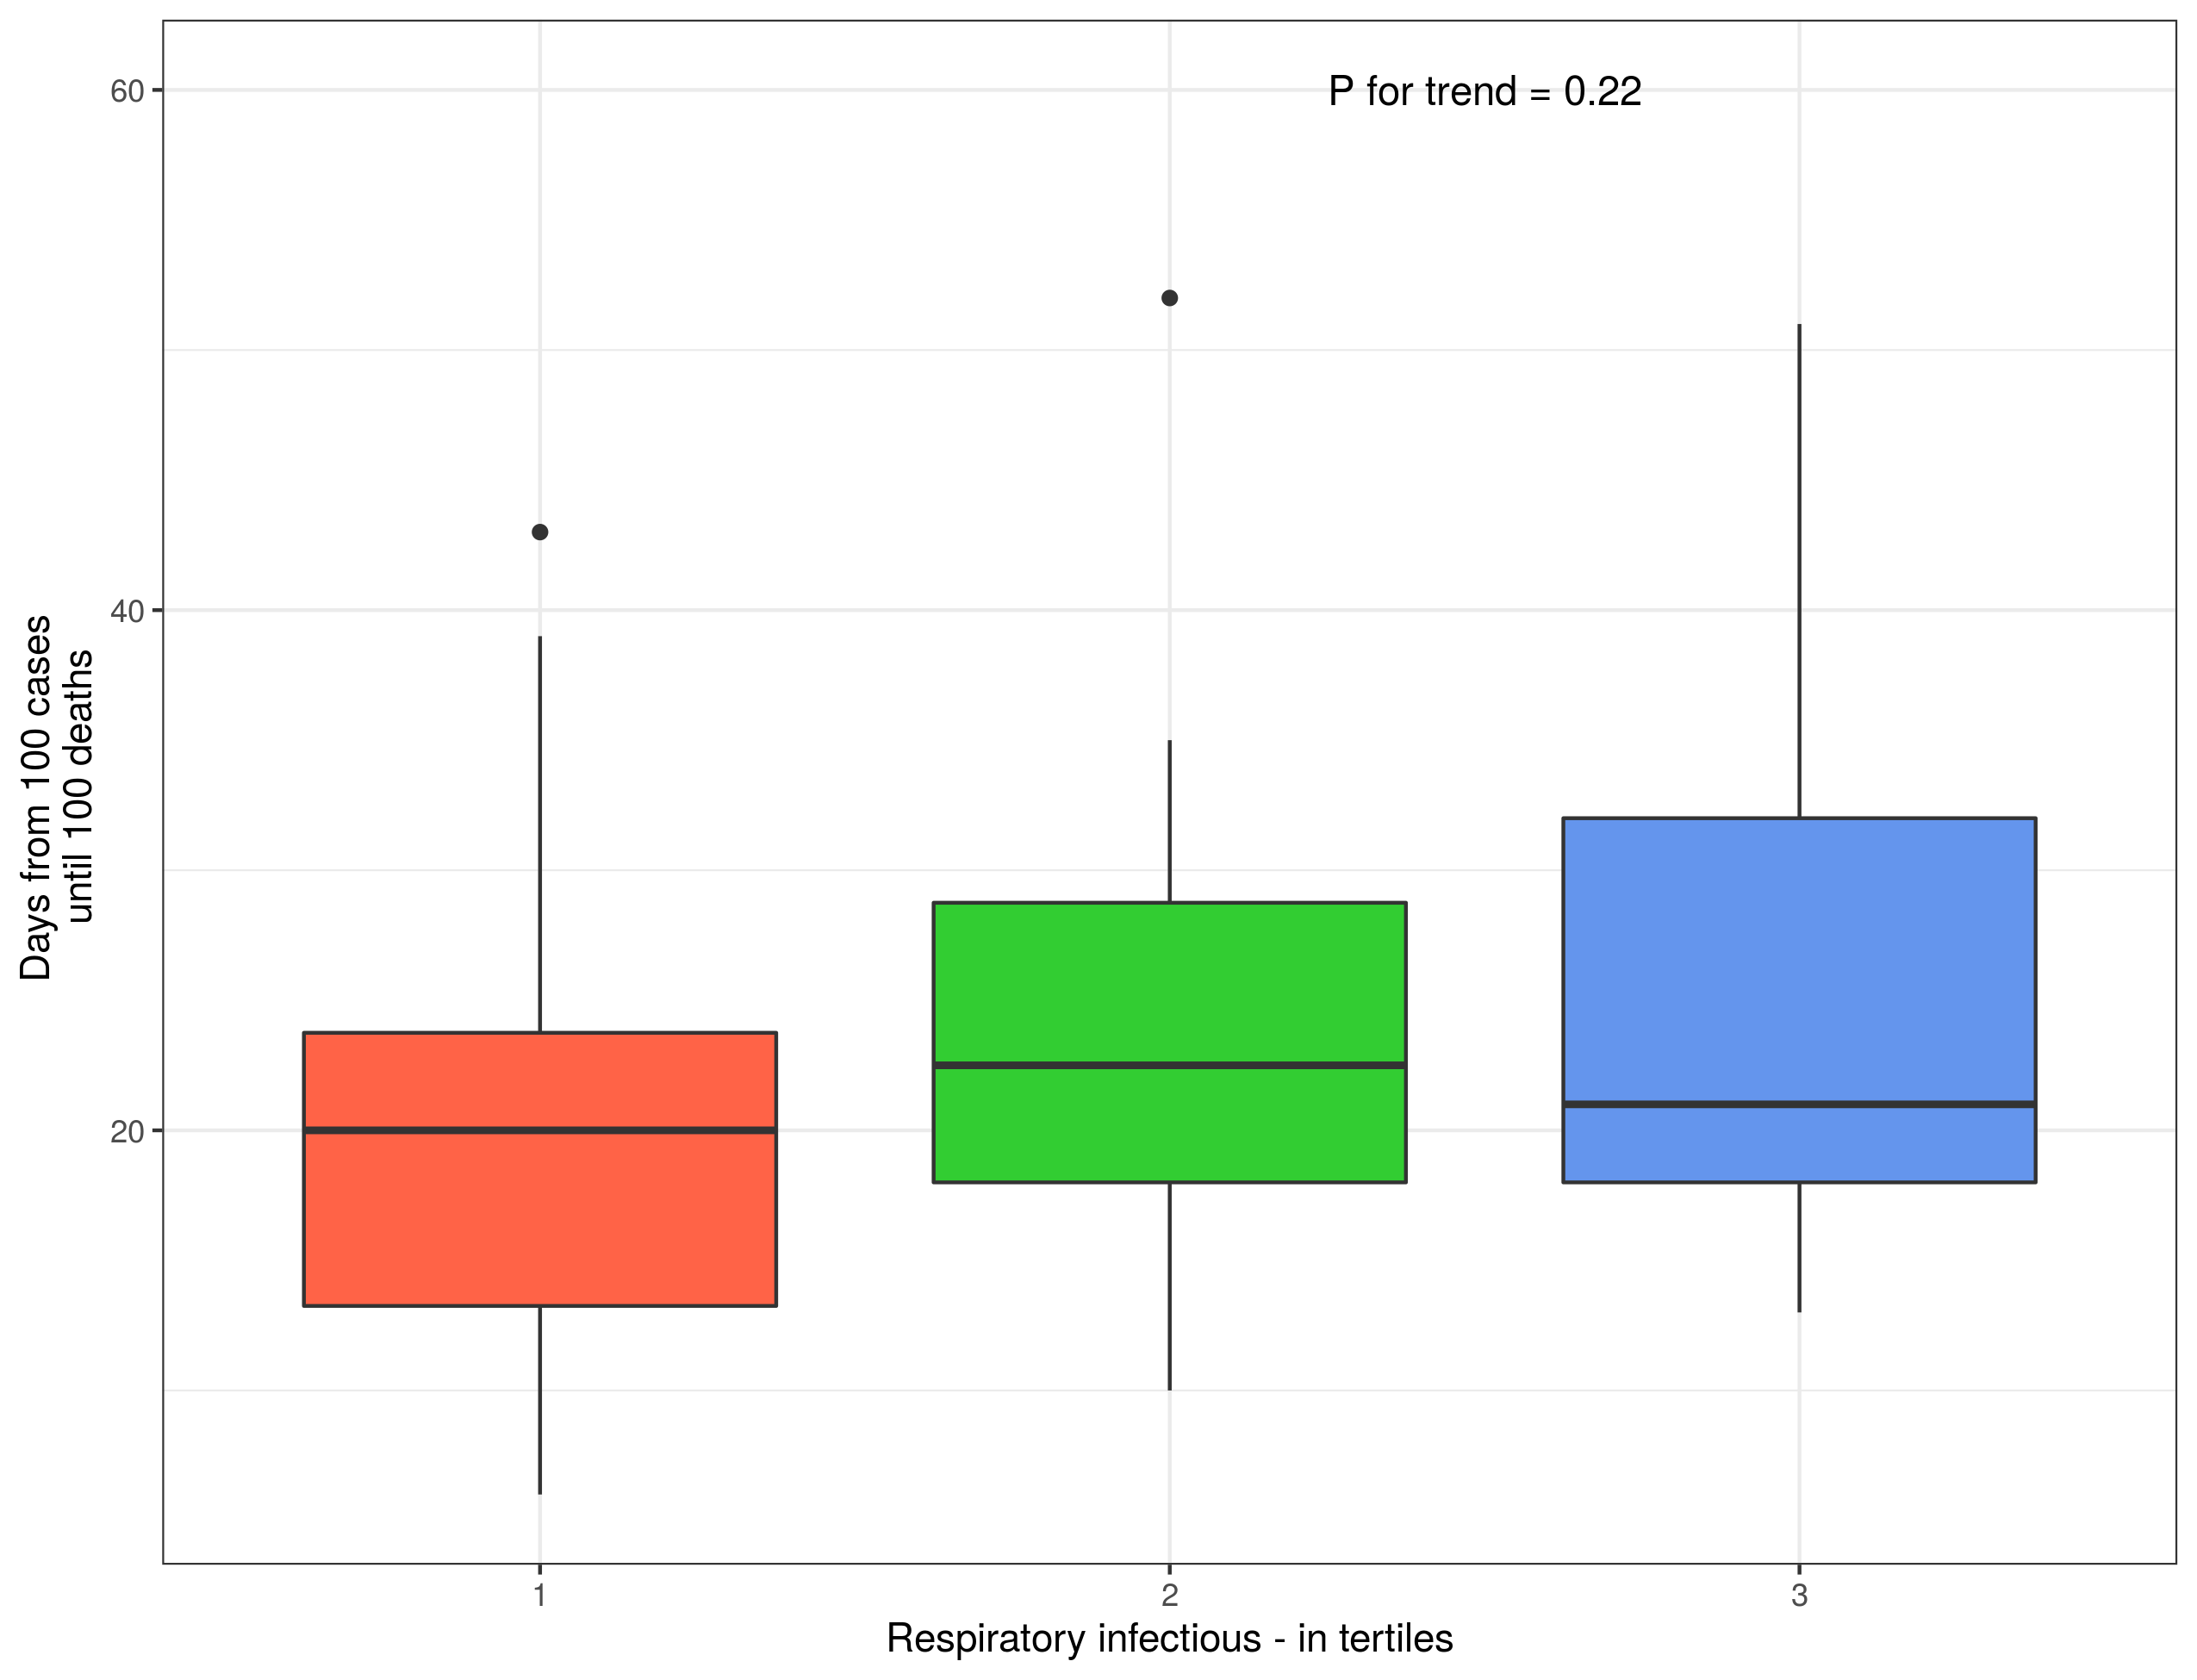 P for trend = 0.22
60
40
20
Days from 100 cases
until 100 deaths
1
2
3
Respiratory infectious - in tertiles